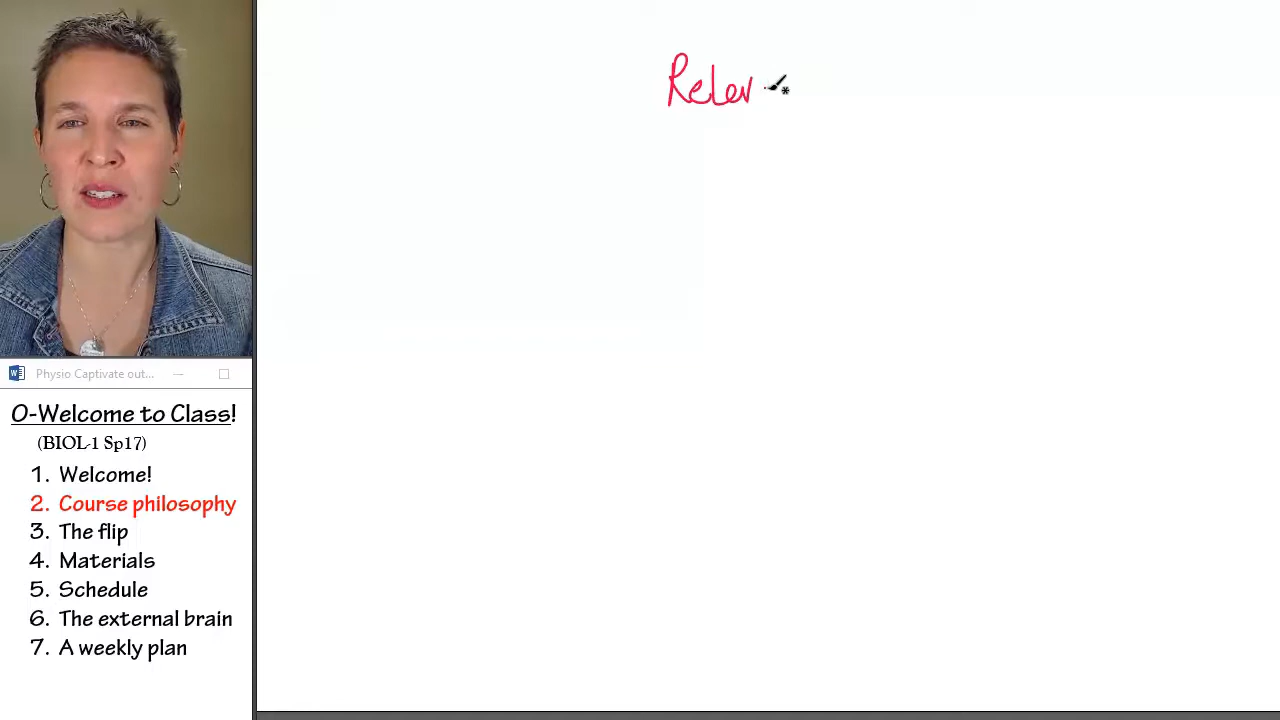 Relev
Physio Captivate out...
0-Welcome to Class!
(BIOL-1 Sp17)
1. Welcome!
2. Course philosophy
3. The flip
4. Materials
5. Schedule
6. The external brain
7. A weekly plan